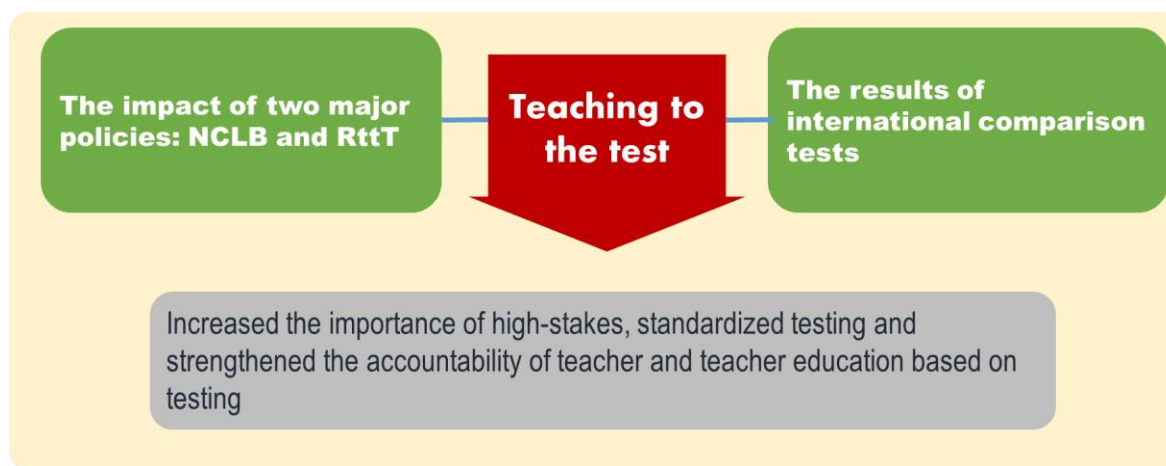 The impact of two major
policies: NCLB and RttT
Teaching to
the test
The results of
international comparison
tests
Increased the importance of high-stakes, standardized testing and
strengthened the accountability of teacher and teacher education based on
testing